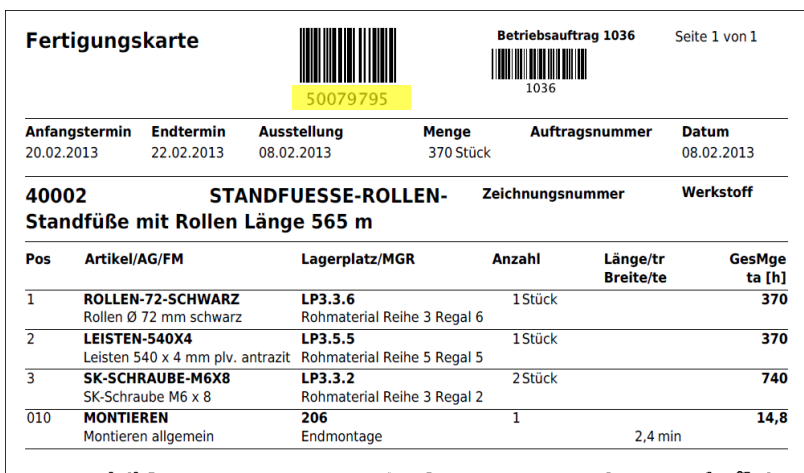 Fertigungskarte
Betriebsauftrag 1036 Seite 1 von 1
50079795
1036
Anfangstermin Endtermin Ausstellung Menge Auftragsnummer Datum
20.02.2013 22.02.2013 08.02.2013 370 Stück 08.02.2013
40002 STANDFUESSE-ROLLEN- Zeichnungsnummer Werkstoff
Standfüße mit Rollen Länge 565 m
Pos Artikel/AG/FM Lagerplatz/MGR Anzahl Länge/tr GesMge
Breite/te ta [h]
1 ROLLEN-72-SCHWARZ LP3.3.6 1 Stück 370
Rollen Ø 72 mm schwarz Rohmaterial Reihe 3 Regal 6
2 LEISTEN-540X4 LP3.5.5 1 Stück 370
Leisten 540 x 4 mm plv. antrazit Rohmaterial Reihe 5 Regal 5
3 SK-SCHRAUBE-M6X8 LP3.3.2 2 Stück 740
SK-Schraube M6 x 8 Rohmaterial Reihe 3 Regal 2
010 MONTIEREN 206 1 14,8
Montieren allgemein Endmontage 2,4 min